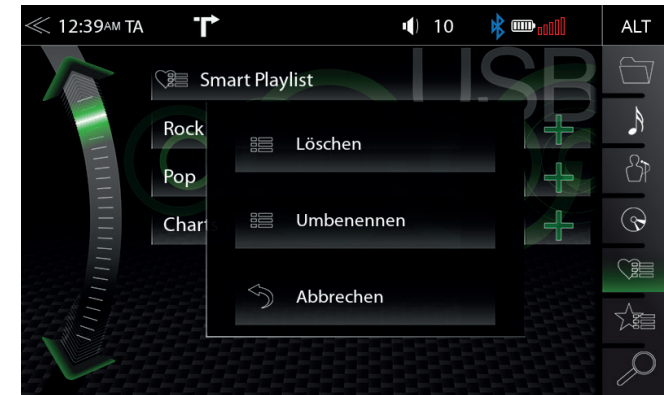 12:39AM TA 10 ALT
USB
Smart Playlist
Rock
Pop
Charts
Löschen
Umbenennen
Abbrechen